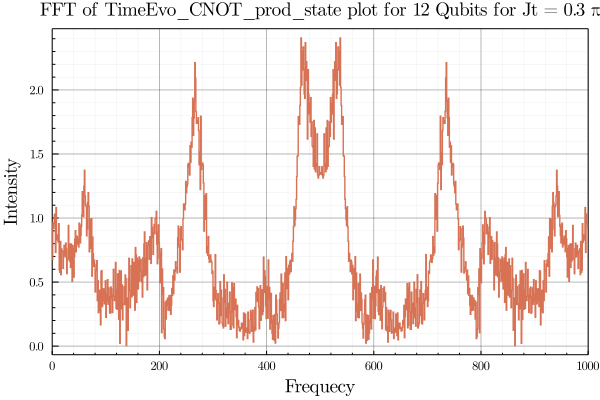 FFT of TimeEvo_CNOT_prod_state plot for 12 Qubits for Jt = 0.3 π
2.0
1.5
1.0
0.5
0.0
Intensity
0 200 400 600 800 1000
Frequecy